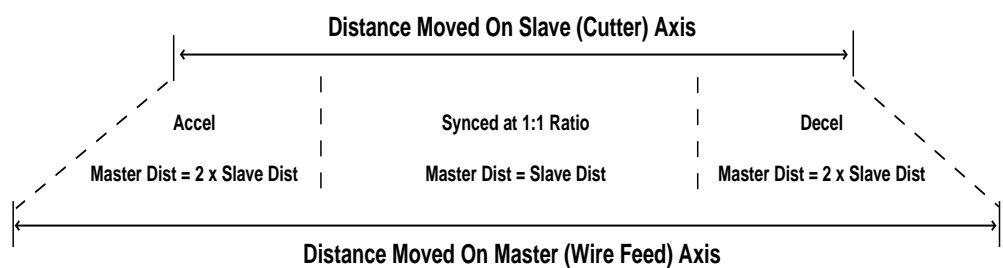 Distance Moved On Slave (Cutter) Axis
Accel
Synced at 1:1 Ratio
Decel
Master Dist = 2 x Slave Dist
Master Dist = Slave Dist
Master Dist = 2 x Slave Dist
Distance Moved On Master (Wire Feed) Axis